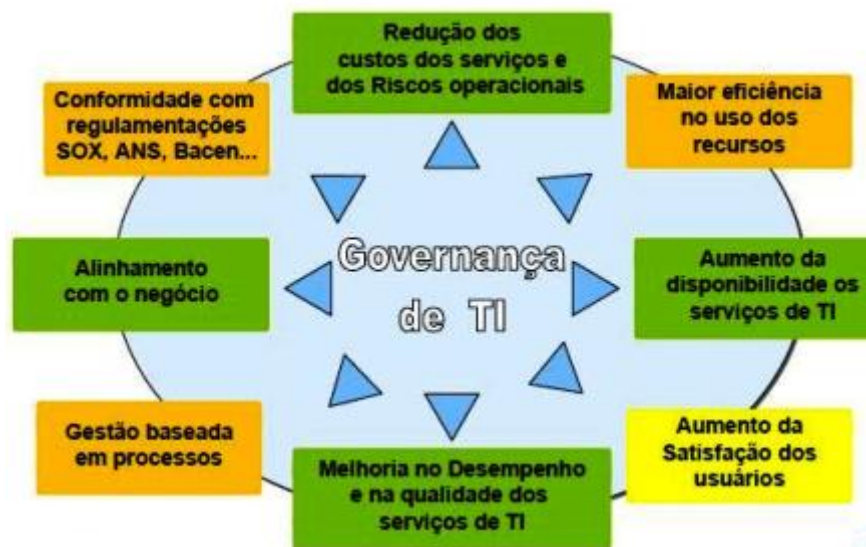 Redução dos
custos dos serviços e
dos Riscos operacionais
Conformidade com
regulamentações
SOX, ANS, Bacen...
Maior eficiência
no uso dos
recursos
Governança
de TI
Alinhamento
com o negócio
Aumento da
disponibilidade os
serviços de TI
Gestão baseada
em processos
Melhoria no Desempenho
e na qualidade dos
serviços de TI
Aumento da
Satisfação dos
usuários